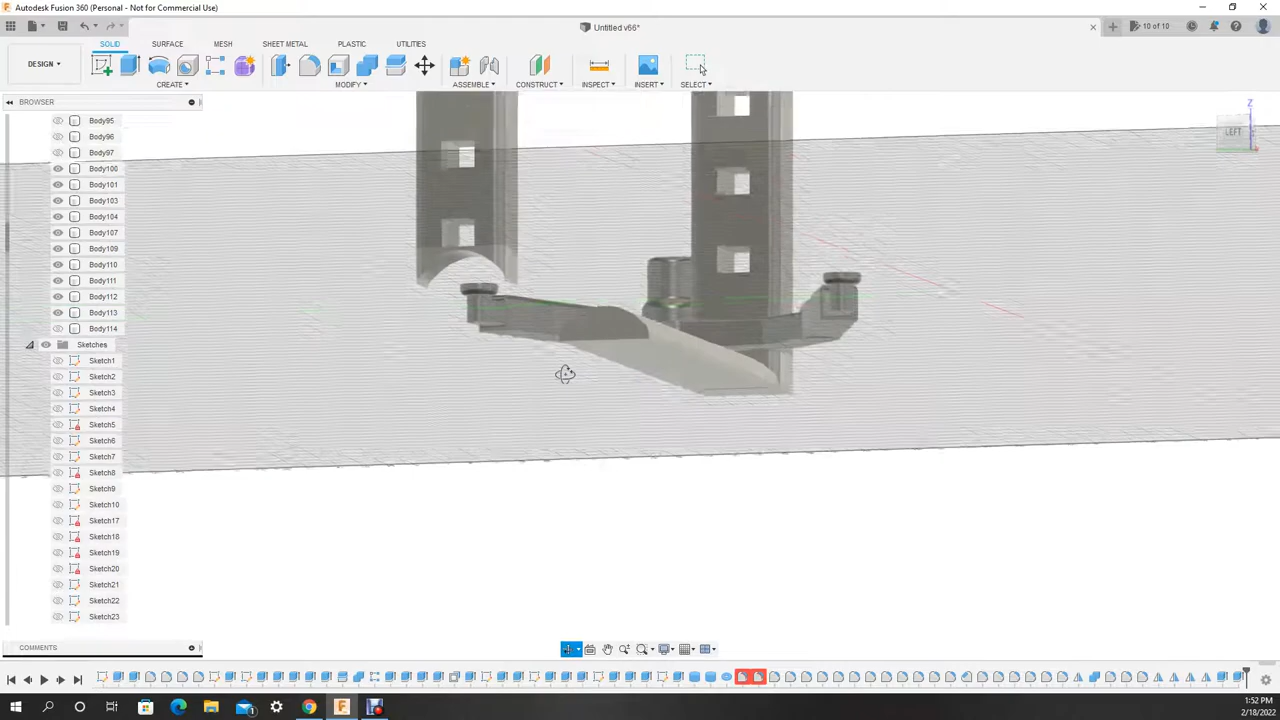 Autodesk Fusion 360 (Personal - Not for Commercial Use)
Untitled v66*
10 of 10
DESIGN
SOLID SURFACE MESH SHEET METAL PLASTIC UTILITIES
CREATE MODIFY ASSEMBLE CONSTRUCT INSPECT INSERT SELECT
BROWSER
Body95
Body96
Body97
Body100
Body101
Body103
Body104
Body107
Body109
Body110
Body111
Body112
Body113
Body114
Sketches
Sketch1
Sketch2
Sketch3
Sketch4
Sketch5
Sketch6
Sketch7
Sketch8
Sketch9
Sketch10
Sketch17
Sketch18
Sketch19
Sketch20
Sketch21
Sketch22
Sketch23
Z
LEFT
COMMENTS
1:52 PM
2/18/2022